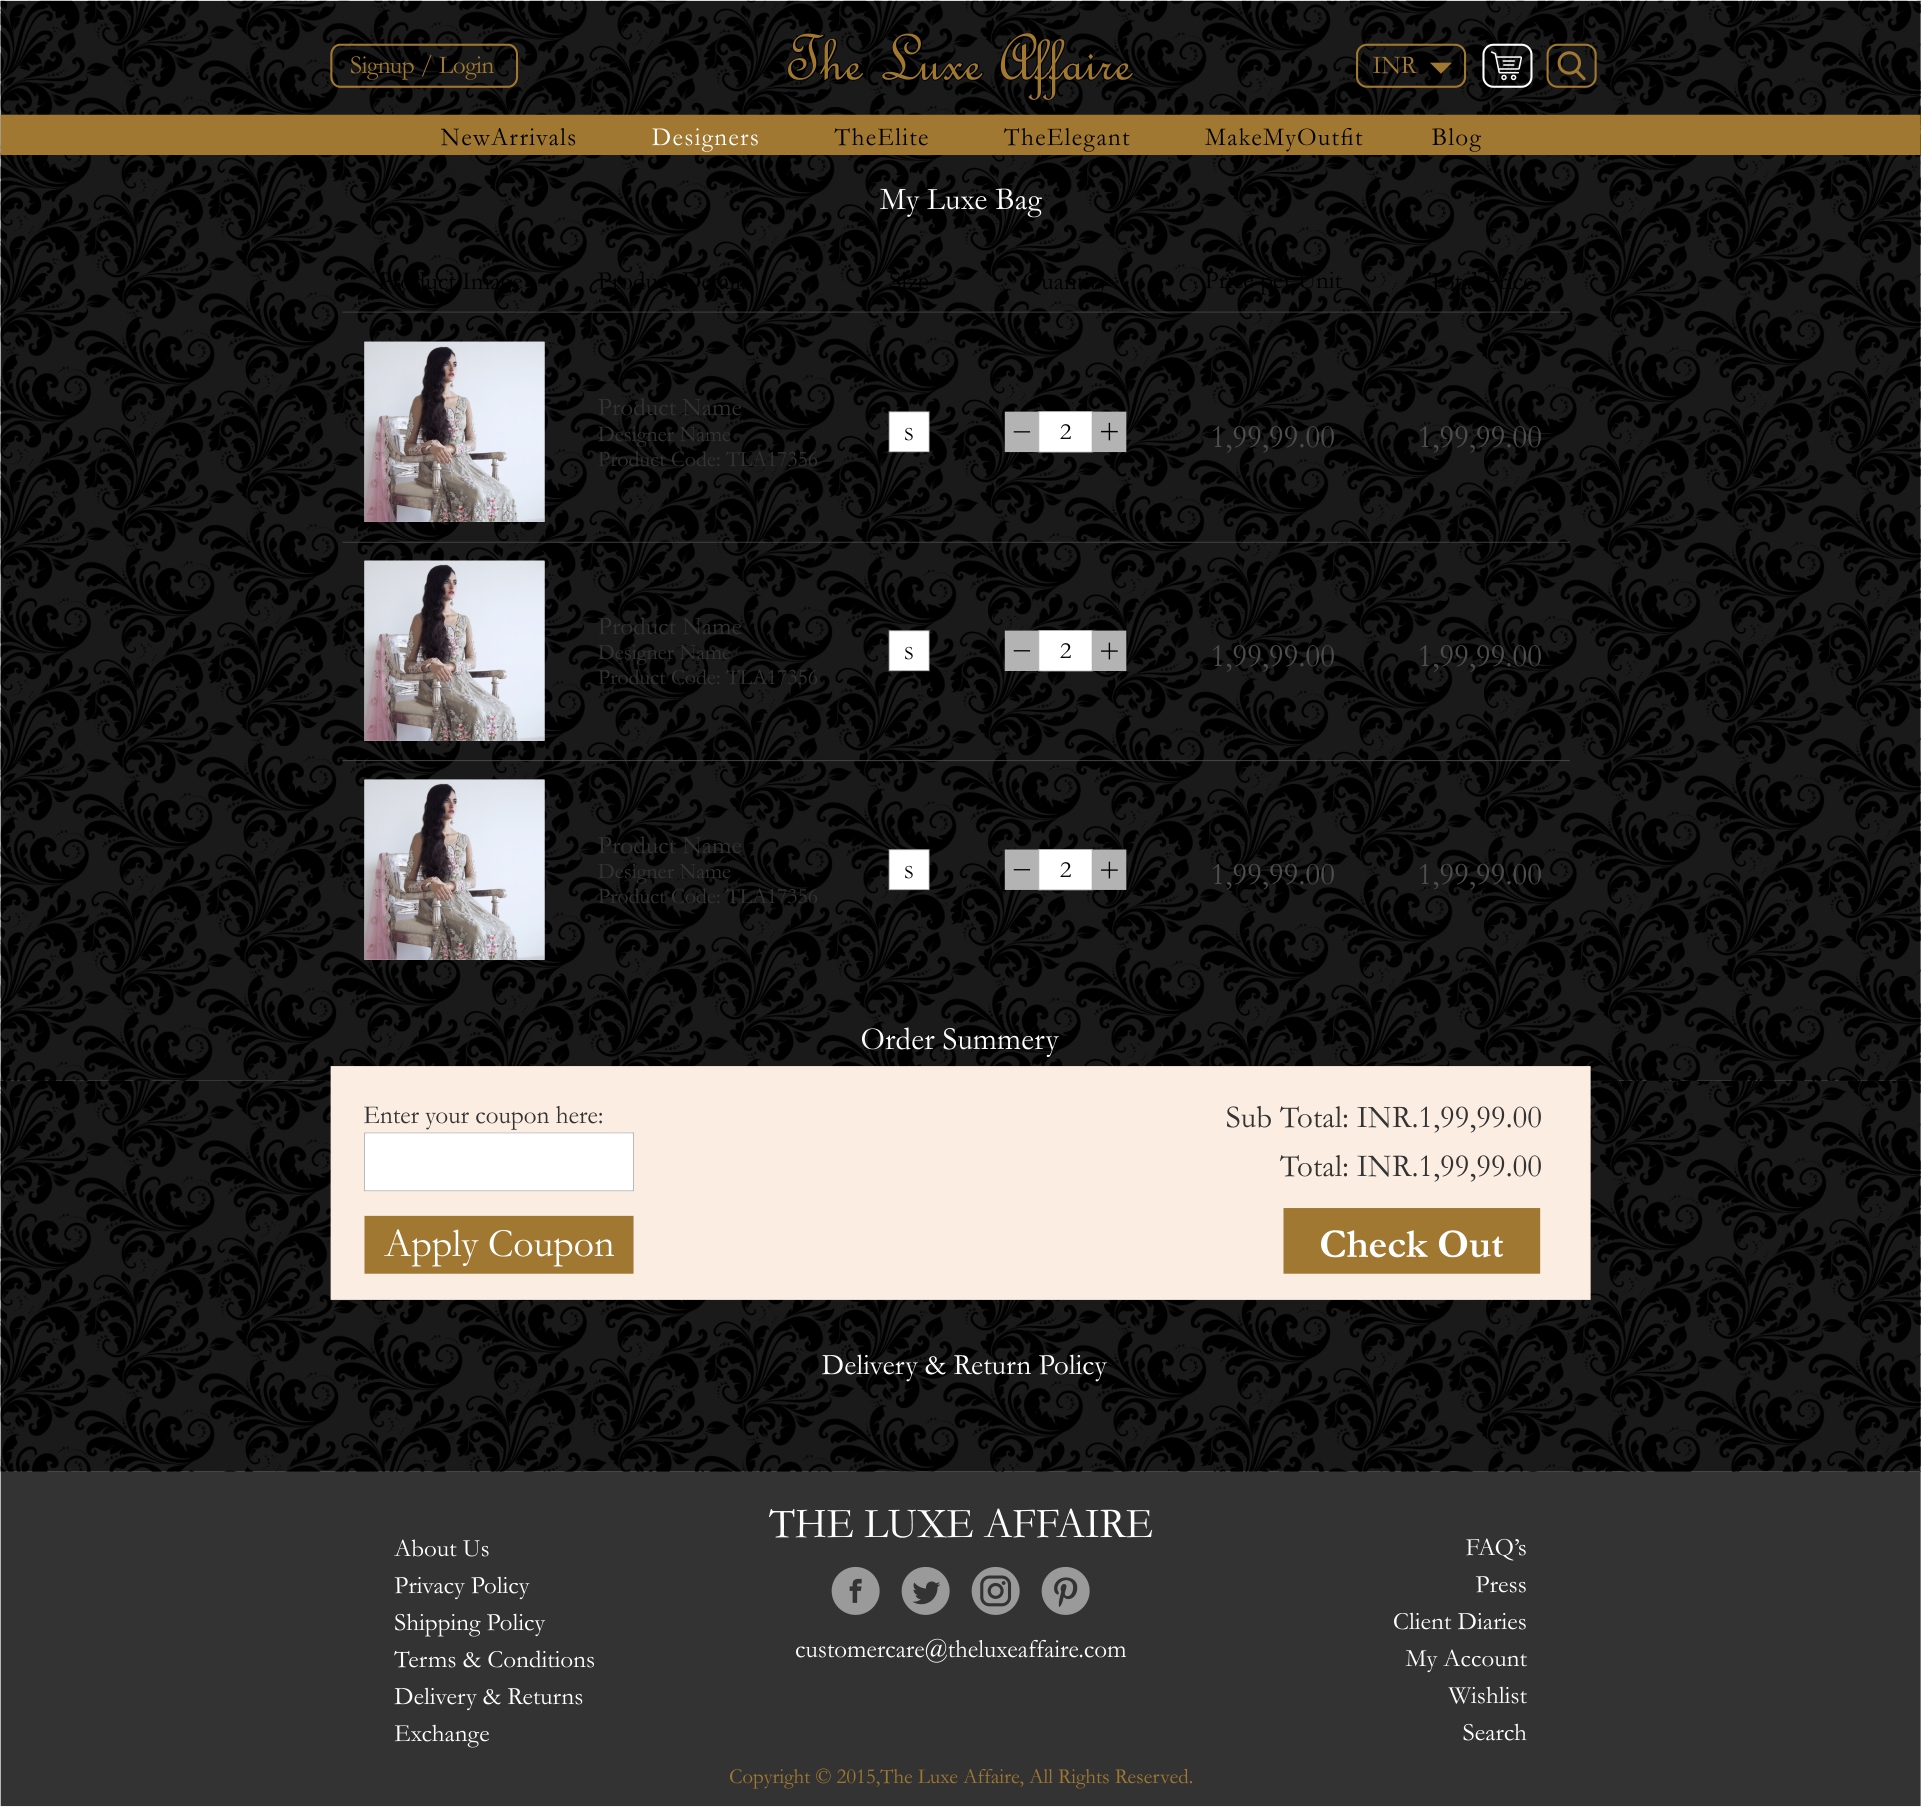 Signup / Login
The Luxe Affaire
INR
NewArrivals Designers TheElite TheElegant MakeMyOutfit Blog
My Luxe Bag
Product Image Product Size Quantity Price per Unit Total Price
Product Name
Designer Name
Product Code: TLA17356
s
− 2 +
1,99,99.00
1,99,99.00
Product Name
Designer Name
Product Code: TLA17356
s
− 2 +
1,99,99.00
1,99,99.00
Product Name
Designer Name
Product Code: TLA17356
s
− 2 +
1,99,99.00
1,99,99.00
Order Summery
Enter your coupon here:
Apply Coupon
Sub Total: INR.1,99,99.00
Total: INR.1,99,99.00
Check Out
Delivery & Return Policy
About Us
Privacy Policy
Shipping Policy
Terms & Conditions
Delivery & Returns
Exchange
THE LUXE AFFAIRE
customercare@theluxeaffaire.com
FAQ’s
Press
Client Diaries
My Account
Wishlist
Search
Copyright © 2015,The Luxe Affaire, All Rights Reserved.